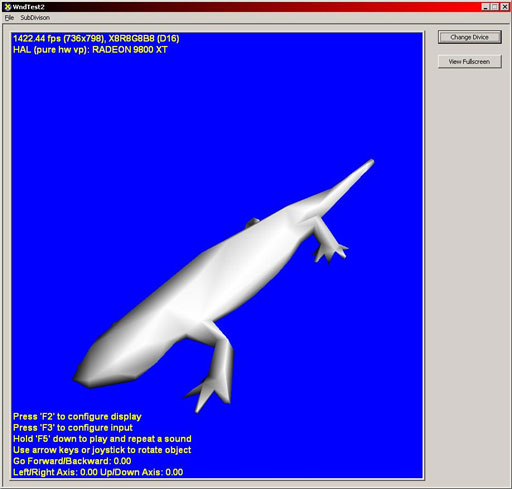 WndTest2
File SubDivison
1422.44 fps (736x798), X8R8G8B8 (D16)
HAL (pure hw vp): RADEON 9800 XT
Change Divice
View Fullscreen
Press 'F2' to configure display
Press 'F3' to configure input
Hold 'F5' down to play and repeat a sound
Use arrow keys or joystick to rotate object
Go Forward/Backward: 0.00
Left/Right Axis: 0.00 Up/Down Axis: 0.00